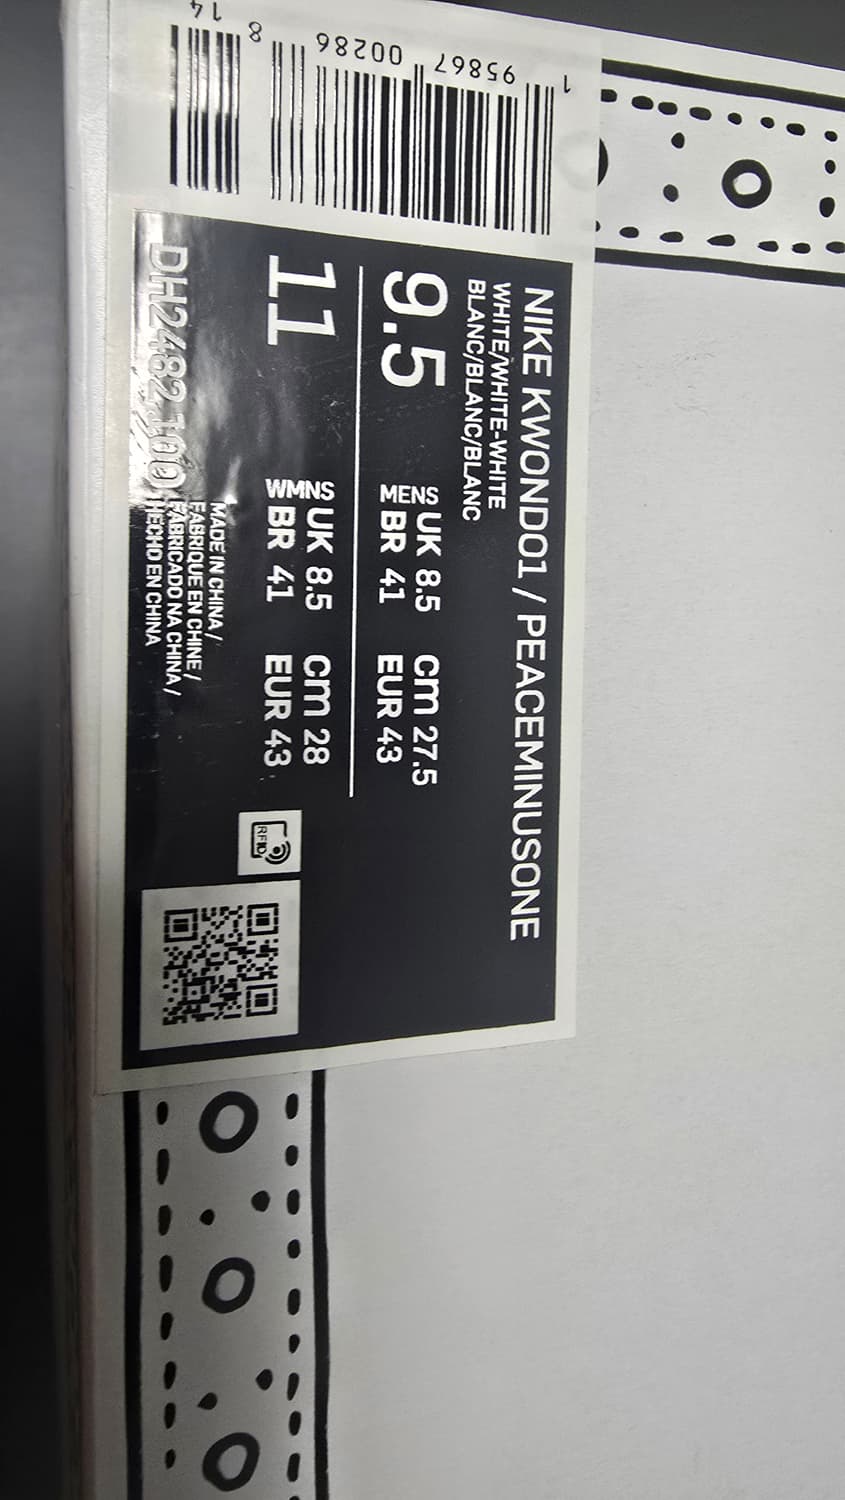 NIKE KWONDO1 / PEACEMINUSONE
WHITE/WHITE-WHITE
BLANC/BLANC/BLANC
9.5
MENS
UK 8.5 cm 27.5
BR 41 EUR 43
11
WMNS
UK 8.5 cm 28
BR 41 EUR 43
DH2482 100
MADE IN CHINA /
FABRIQUE EN CHINE /
FABRICADO NA CHINA /
HECHO EN CHINA
RFID
1 95867 00286 8 14